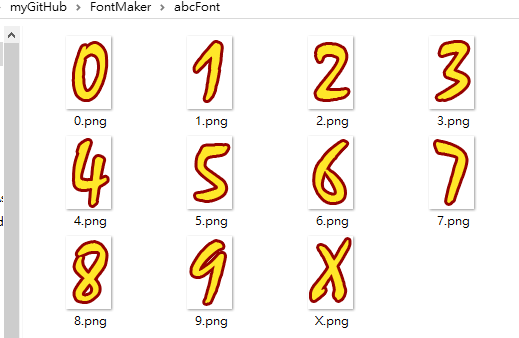 myGitHub > FontMaker > abcFont
0 1 2 3
0.png 1.png 2.png 3.png
4 5 6 7
4.png 5.png 6.png 7.png
8 9 X
8.png 9.png X.png